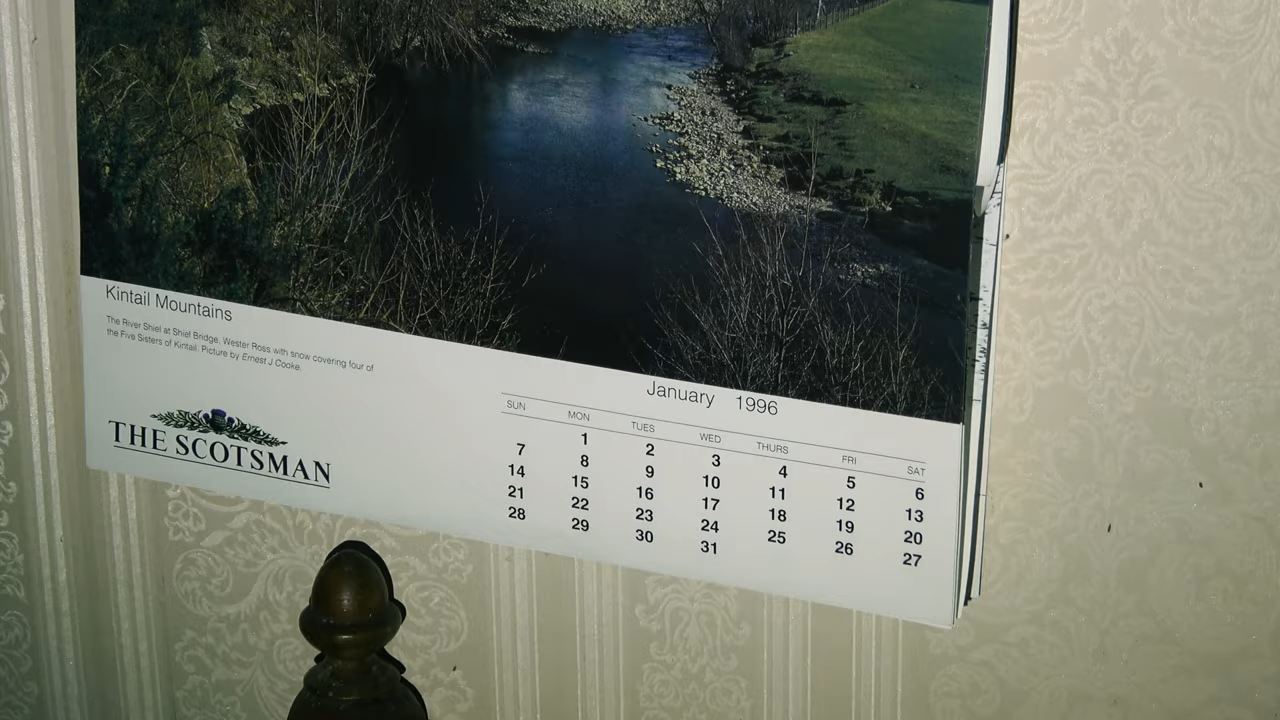 Kintail Mountains
The River Shiel at Shiel Bridge, Wester Ross with snow covering four of
the Five Sisters of Kintail. Picture by Ernest J Cooke.
THE SCOTSMAN
January 1996
SUN MON TUES WED THURS FRI SAT
1 2 3 4 5 6
7 8 9 10 11 12 13
14 15 16 17 18 19 20
21 22 23 24 25 26 27
28 29 30 31